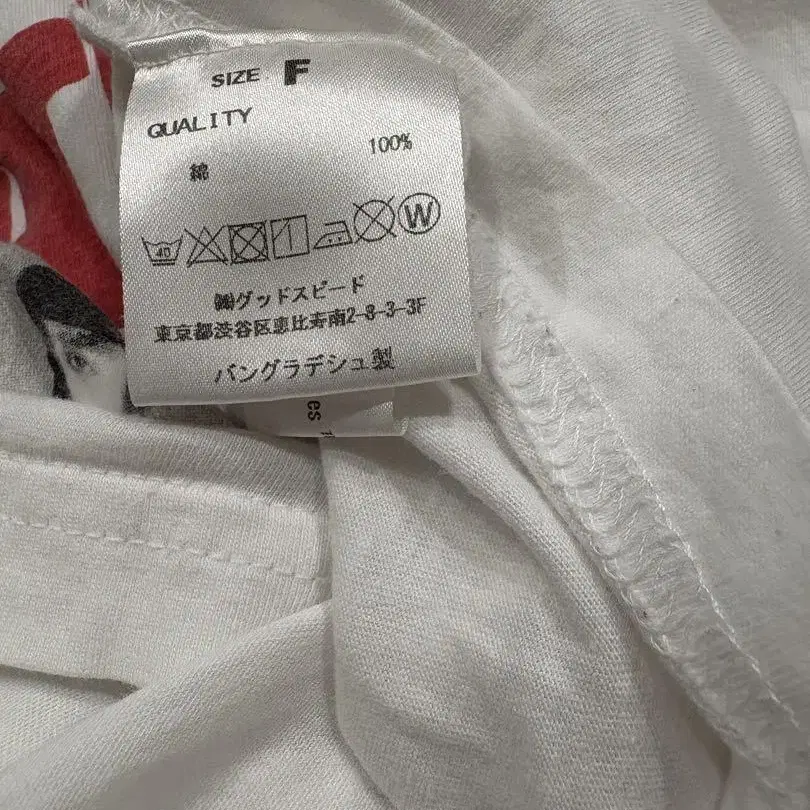 SIZE F
QUALITY
綿 100%
40
W
㈱グッドスピード
東京都渋谷区恵比寿南2-8-3-3F
バングラデシュ製
es